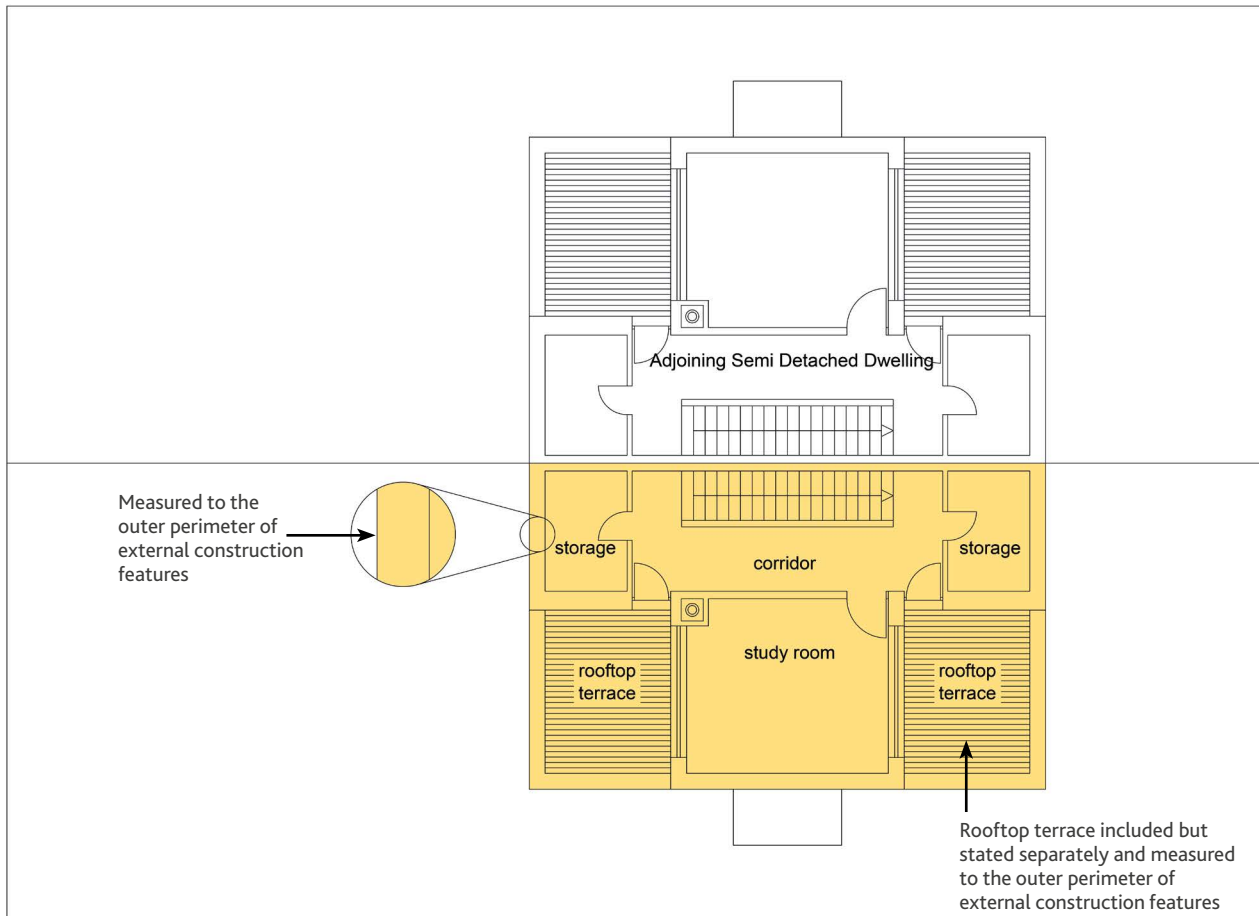 Adjoining Semi Detached Dwelling
Measured to the
outer perimeter of
external construction
features
storage
corridor
storage
study room
rooftop
terrace
rooftop
terrace
Rooftop terrace included but
stated separately and measured
to the outer perimeter of
external construction features